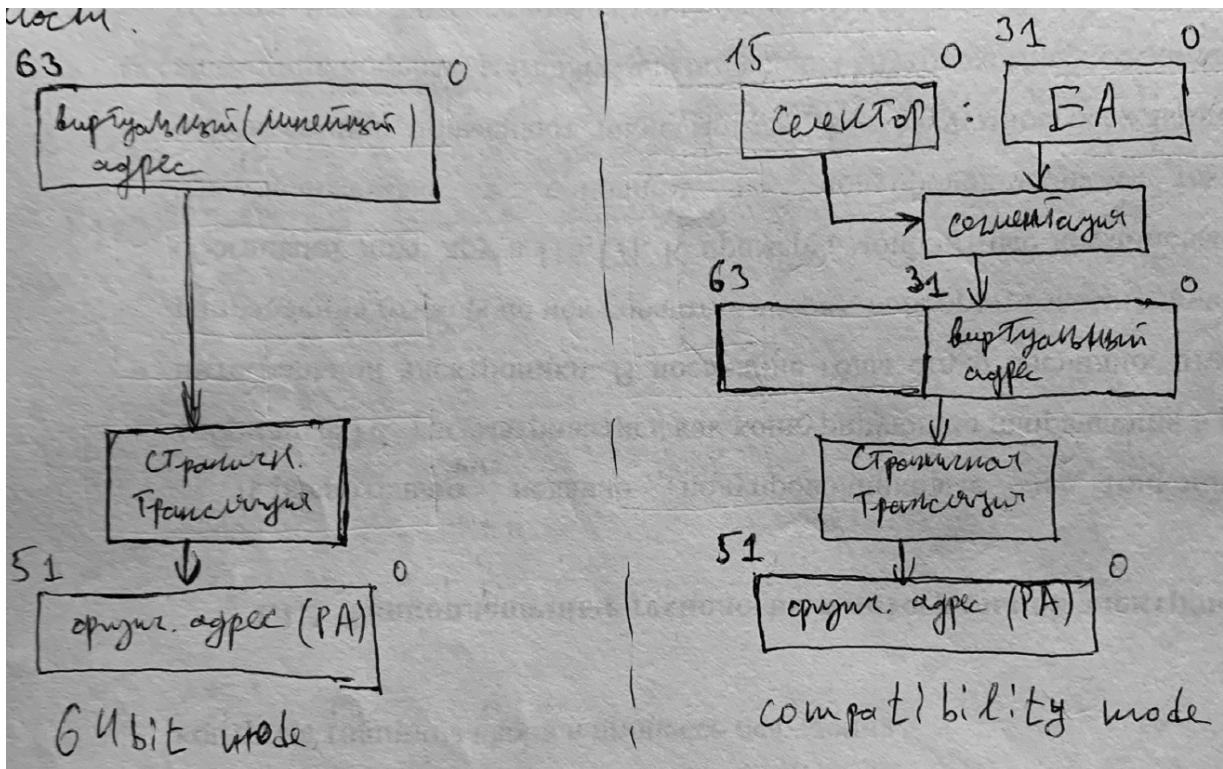 ности.
63 0
виртуальный (линейный)
адрес
страничн.
трансляция
51 0
физич. адрес (PA)
64bit mode
15 0 31 0
селектор : EA
сегментация
63 31 0
виртуальный
адрес
страничная
трансляция
51 0
физич. адрес (PA)
compatibility mode